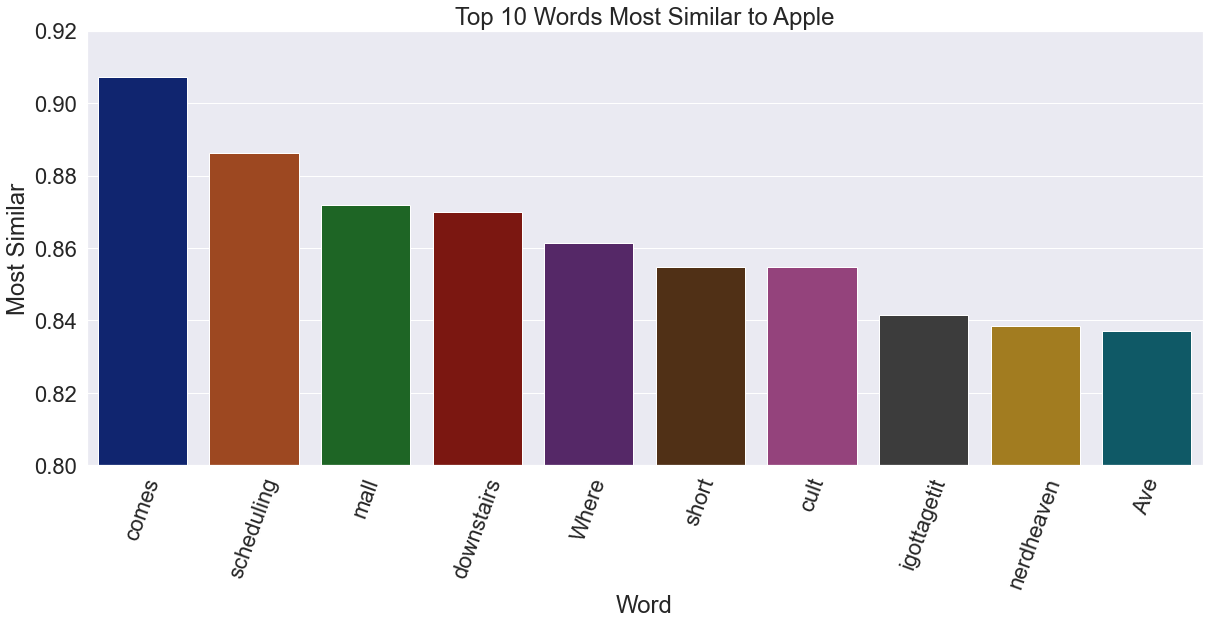 Top 10 Words Most Similar to Apple
0.92
0.90
0.88
0.86
0.84
0.82
0.80
Most Similar
comes
scheduling
mall
downstairs
Where
short
cult
igottagetit
nerdheaven
Ave
Word